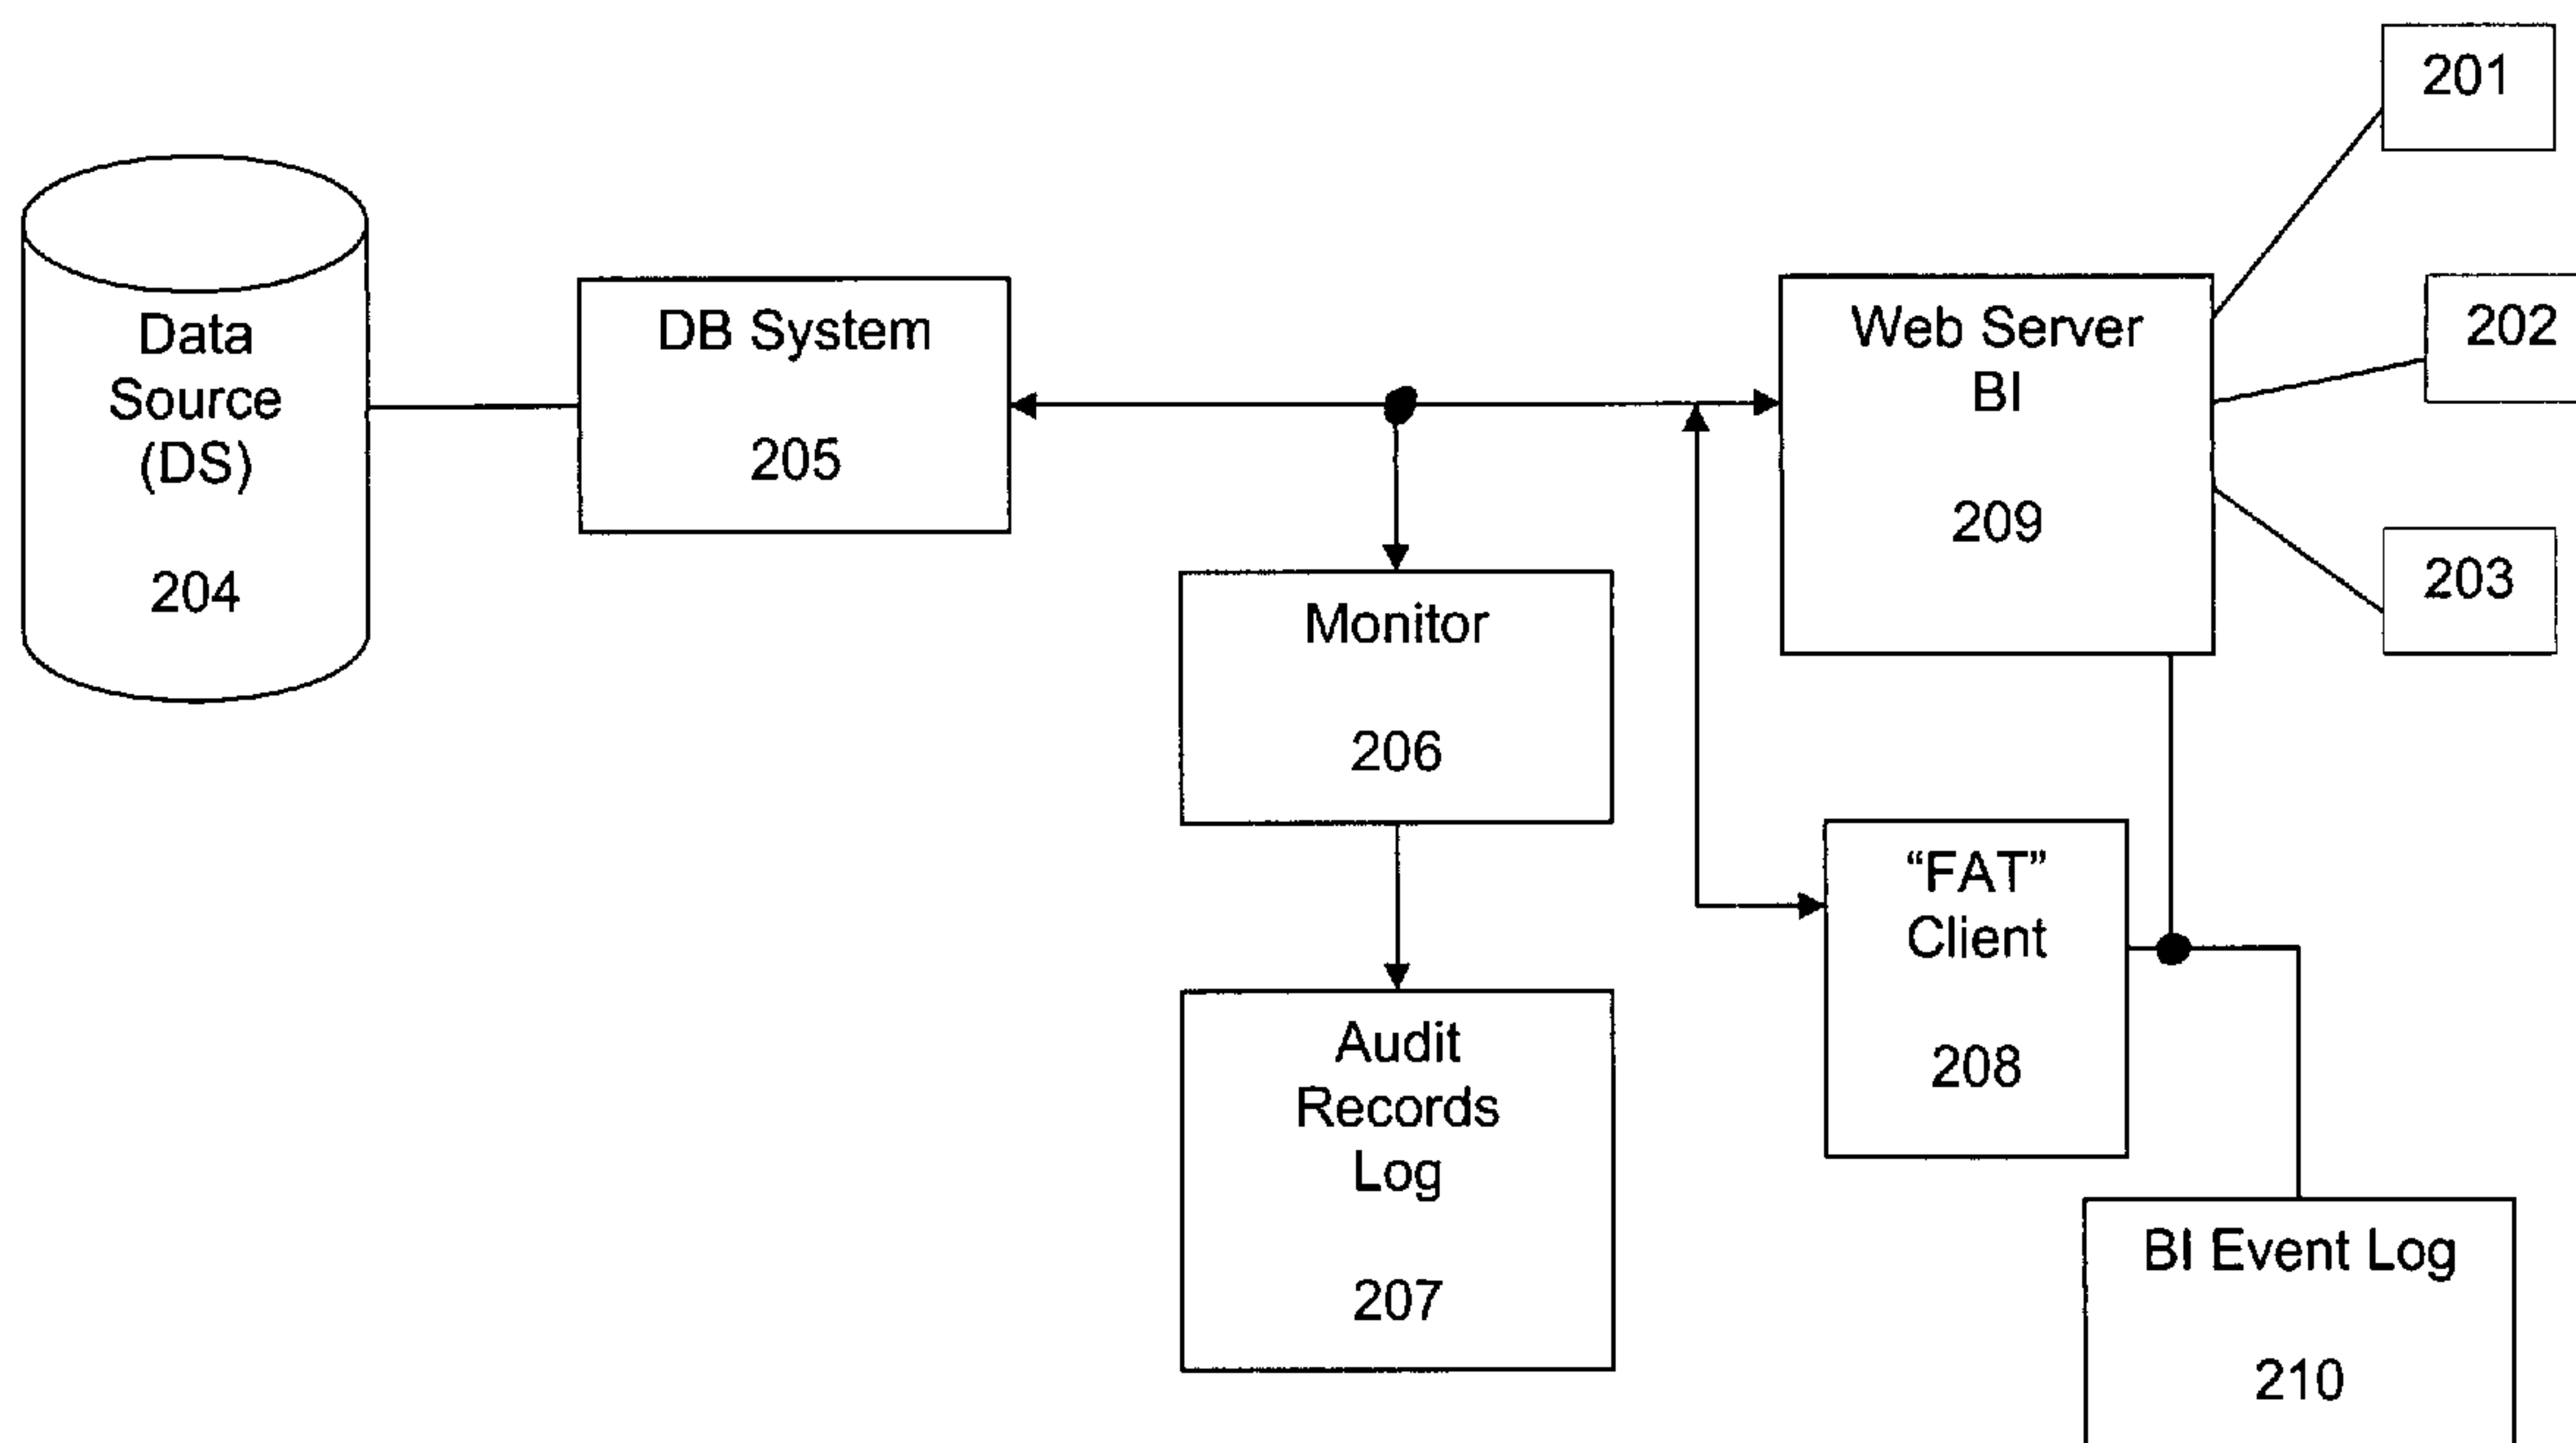 201
202
203
Data
Source
(DS)
204
DB System
205
Web Server
BI
209
Monitor
206
"FAT"
Client
208
Audit
Records
Log
207
BI Event Log
210